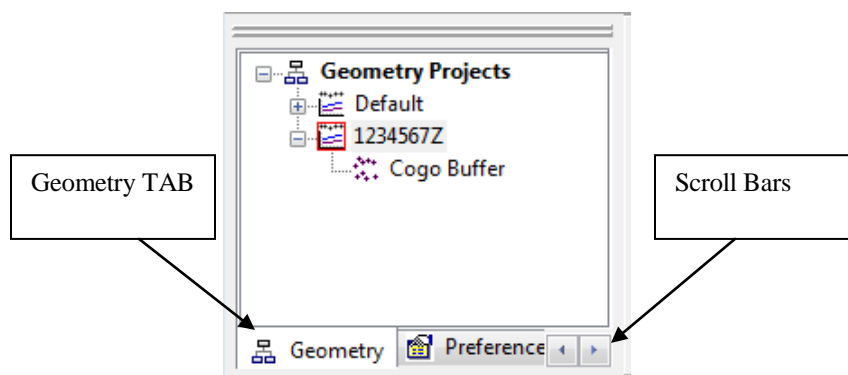 Geometry Projects
Default
1234567Z
Cogo Buffer
Geometry TAB
Scroll Bars
Geometry
Preference